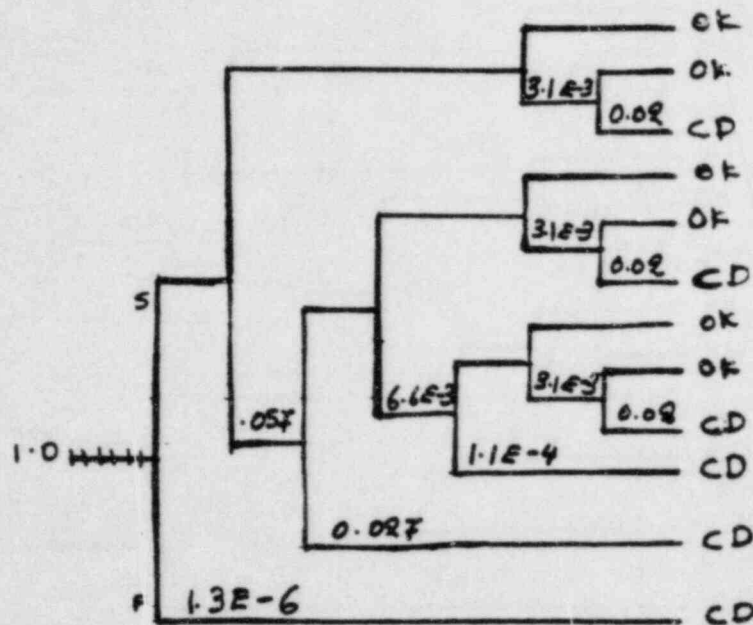 OK
OK.
3.1E-3
0.02
CD
OK
OK
3.1E-3
0.02
CD
S
OK
OK
6.6E-3
3.1E-3
0.02
.057
CD
1.0
1.1E-4
CD
0.027
CD
F
1.3E-6
CD